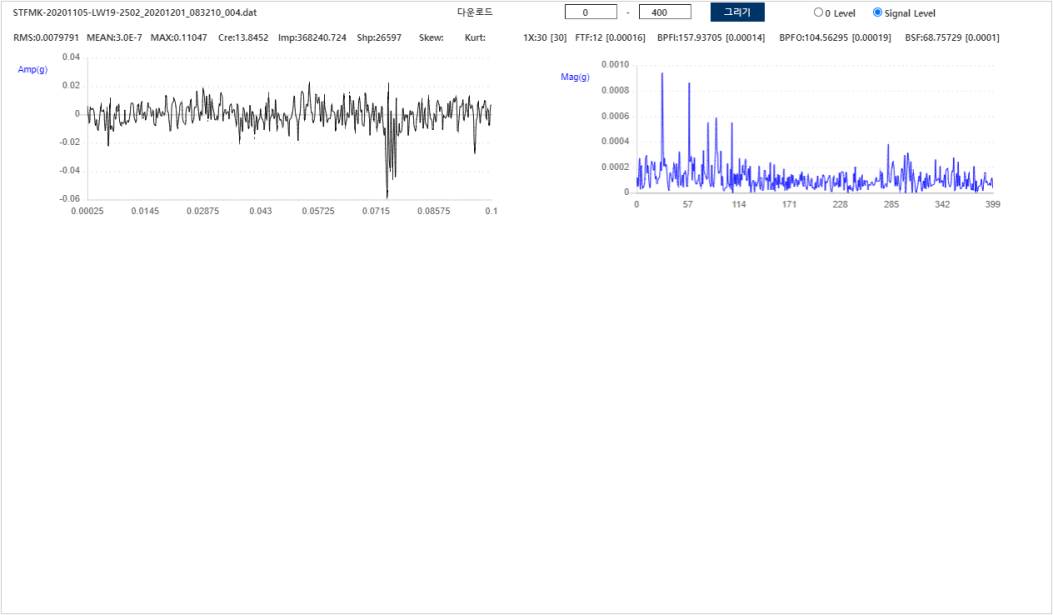 STFMK-20201105-LW19-2502_20201201_083210_004.dat 다운로드 0 - 400 그리기 0 Level Signal Level
RMS:0.0079791 MEAN:3.0E-7 MAX:0.11047 Cre:13.8452 Imp:368240.724 Shp:26597 Skew: Kurt: 1X:30 [30] FTF:12 [0.00016] BPFI:157.93705 [0.00014] BPFO:104.56295 [0.00019] BSF:68.75729 [0.0001]
Amp(g)
0.04
0.02
0
-0.02
-0.04
-0.06
0.00025 0.0145 0.02875 0.043 0.05725 0.0715 0.08575 0.1
Mag(g)
0.0010
0.0008
0.0006
0.0004
0.0002
0
0 57 114 171 228 285 342 399